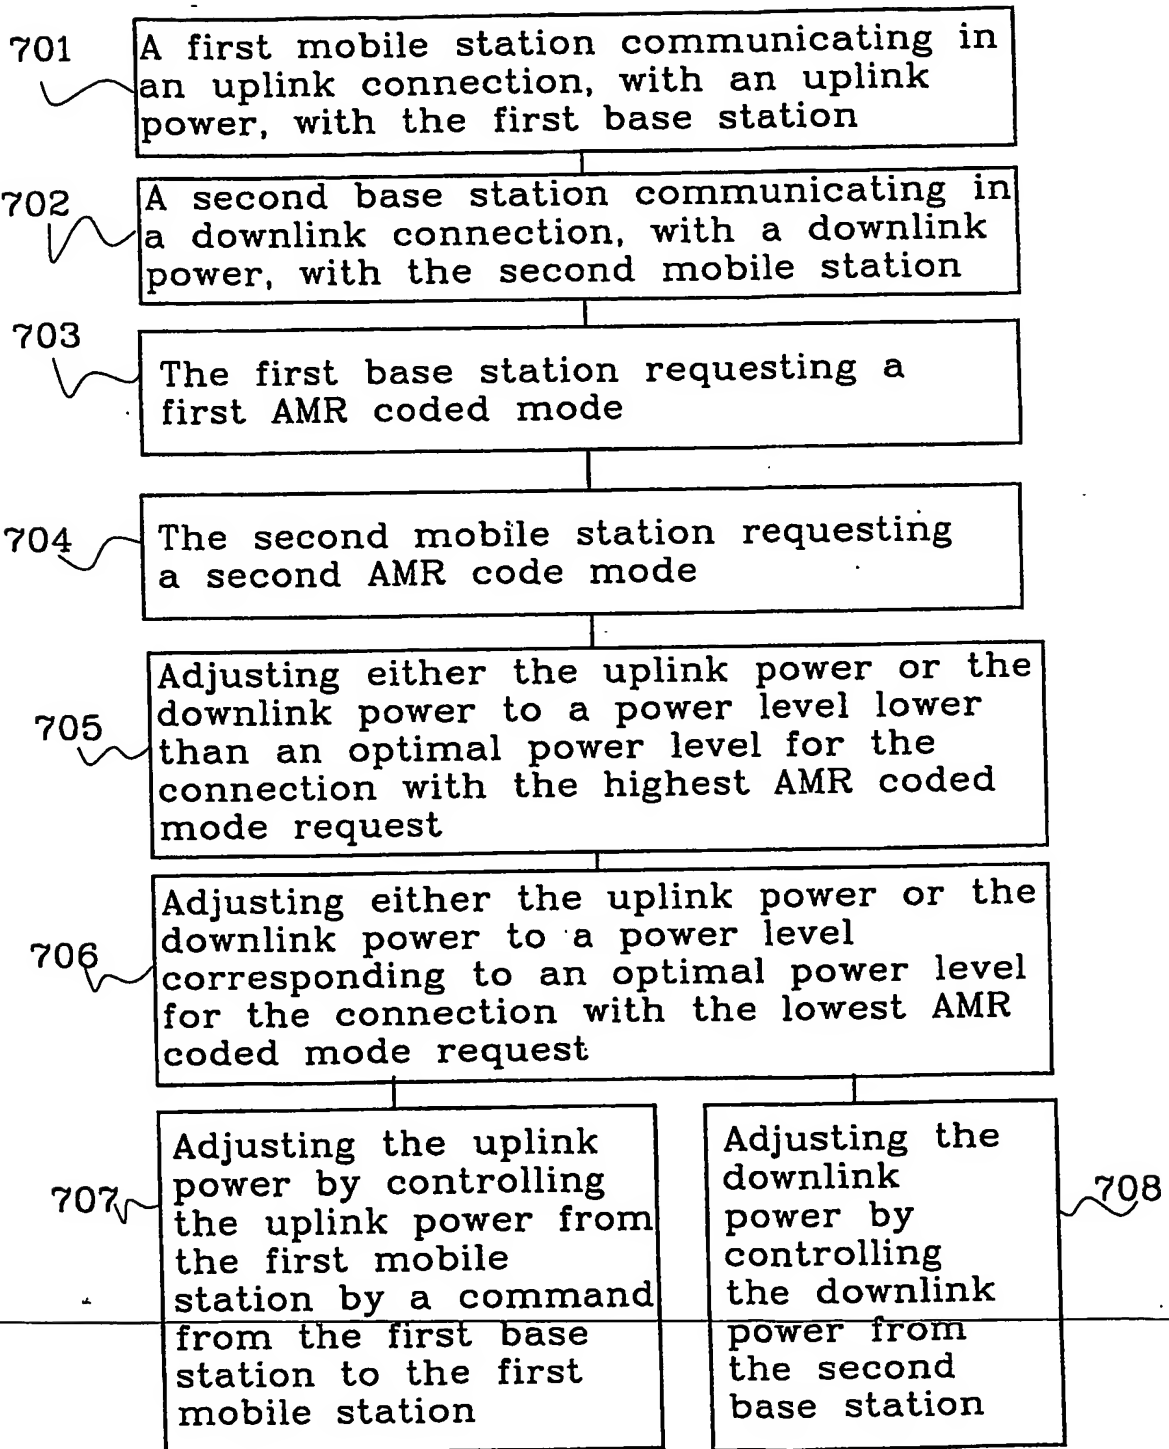 701
A first mobile station communicating in
an uplink connection, with an uplink
power, with the first base station
702
A second base station communicating in
a downlink connection, with a downlink
power, with the second mobile station
703
The first base station requesting a
first AMR coded mode
704
The second mobile station requesting
a second AMR code mode
705
Adjusting either the uplink power or the
downlink power to a power level lower
than an optimal power level for the
connection with the highest AMR coded
mode request
706
Adjusting either the uplink power or the
downlink power to a power level
corresponding to an optimal power level
for the connection with the lowest AMR
coded mode request
707
Adjusting the uplink
power by controlling
the uplink power from
the first mobile
station by a command
from the first base
station to the first
mobile station
708
Adjusting the
downlink
power by
controlling
the downlink
power from
the second
base station